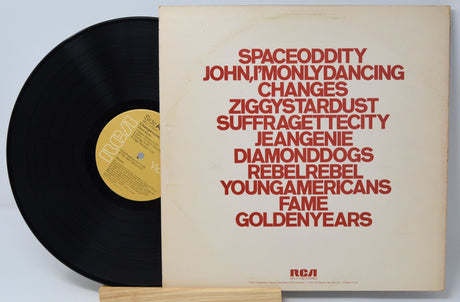 SPACEODDITY
JOHN,I'MONLYDANCING
CHANGES
ZIGGYSTARDUST
SUFFRAGETTECITY
JEANGENIE
DIAMONDDOGS
REBELREBEL
YOUNGAMERICANS
FAME
GOLDENYEARS
RCA
RCA